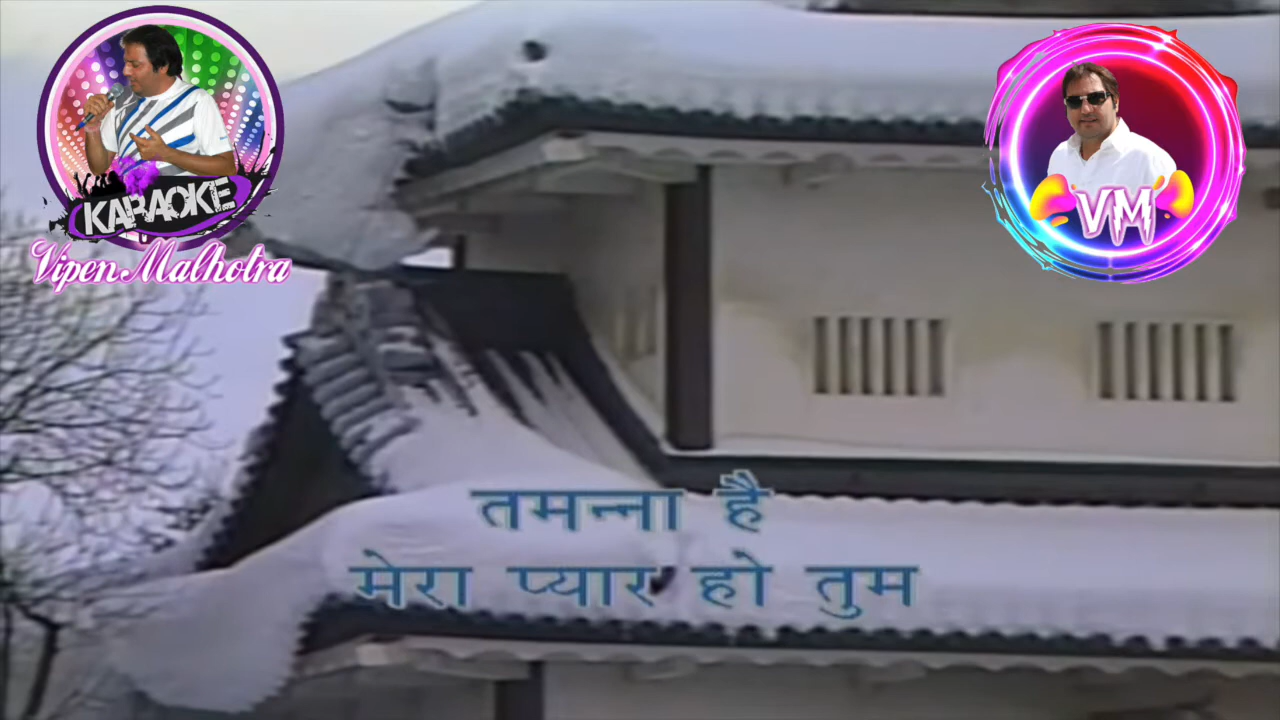 KARAOKE
Vipen Malhotra
VM
तमन्ना है
मेरा प्यार हो तुम